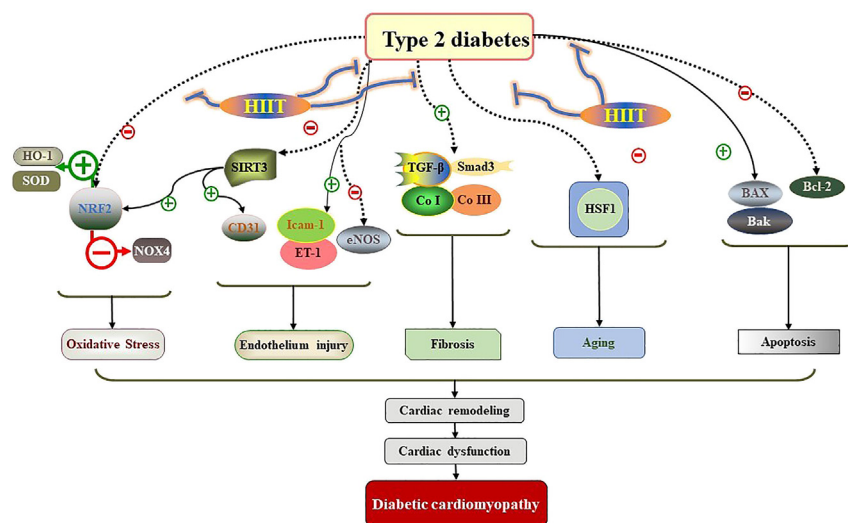 Type 2 diabetes
HIIT
HIIT
HO-1
SOD
NRF2
NOX4
SIRT3
CD31
Icam-1
ET-1
eNOS
TGF-β
Smad3
Co I
Co III
HSF1
BAX
Bak
Bcl-2
Oxidative Stress
Endothelium injury
Fibrosis
Aging
Apoptosis
Cardiac remodeling
Cardiac dysfunction
Diabetic cardiomyopathy